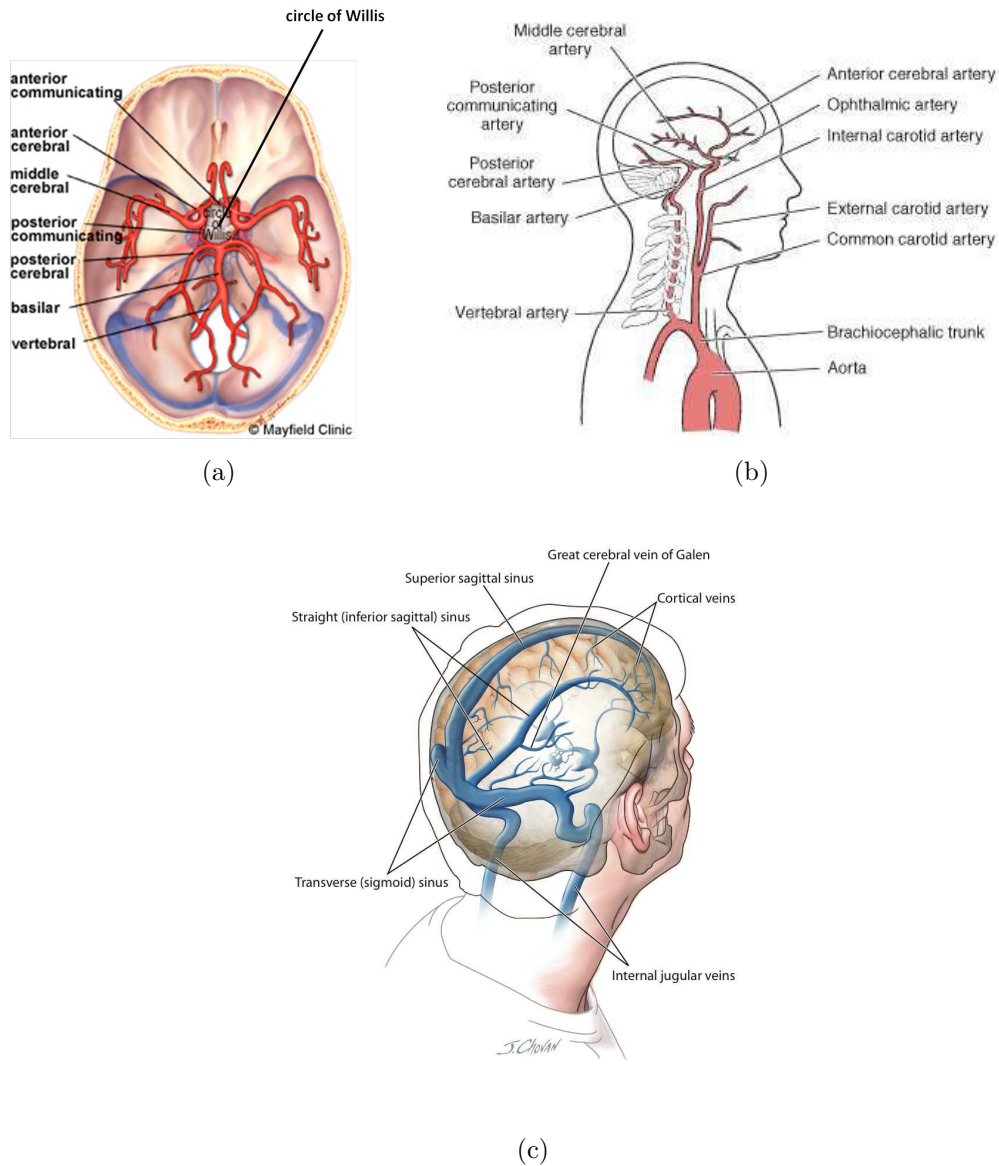 circle of Willis
anterior
communicating
anterior
cerebral
middle
cerebral
posterior
communicating
posterior
cerebral
basilar
vertebral
circle
of
Willis
© Mayfield Clinic
(a)
Middle cerebral
artery
Posterior
communicating
artery
Posterior
cerebral artery
Basilar artery
Vertebral artery
Anterior cerebral artery
Ophthalmic artery
Internal carotid artery
External carotid artery
Common carotid artery
Brachiocephalic trunk
Aorta
(b)
Great cerebral vein of Galen
Superior sagittal sinus
Cortical veins
Straight (inferior sagittal) sinus
Transverse (sigmoid) sinus
Internal jugular veins
J. CHOVAN
(c)